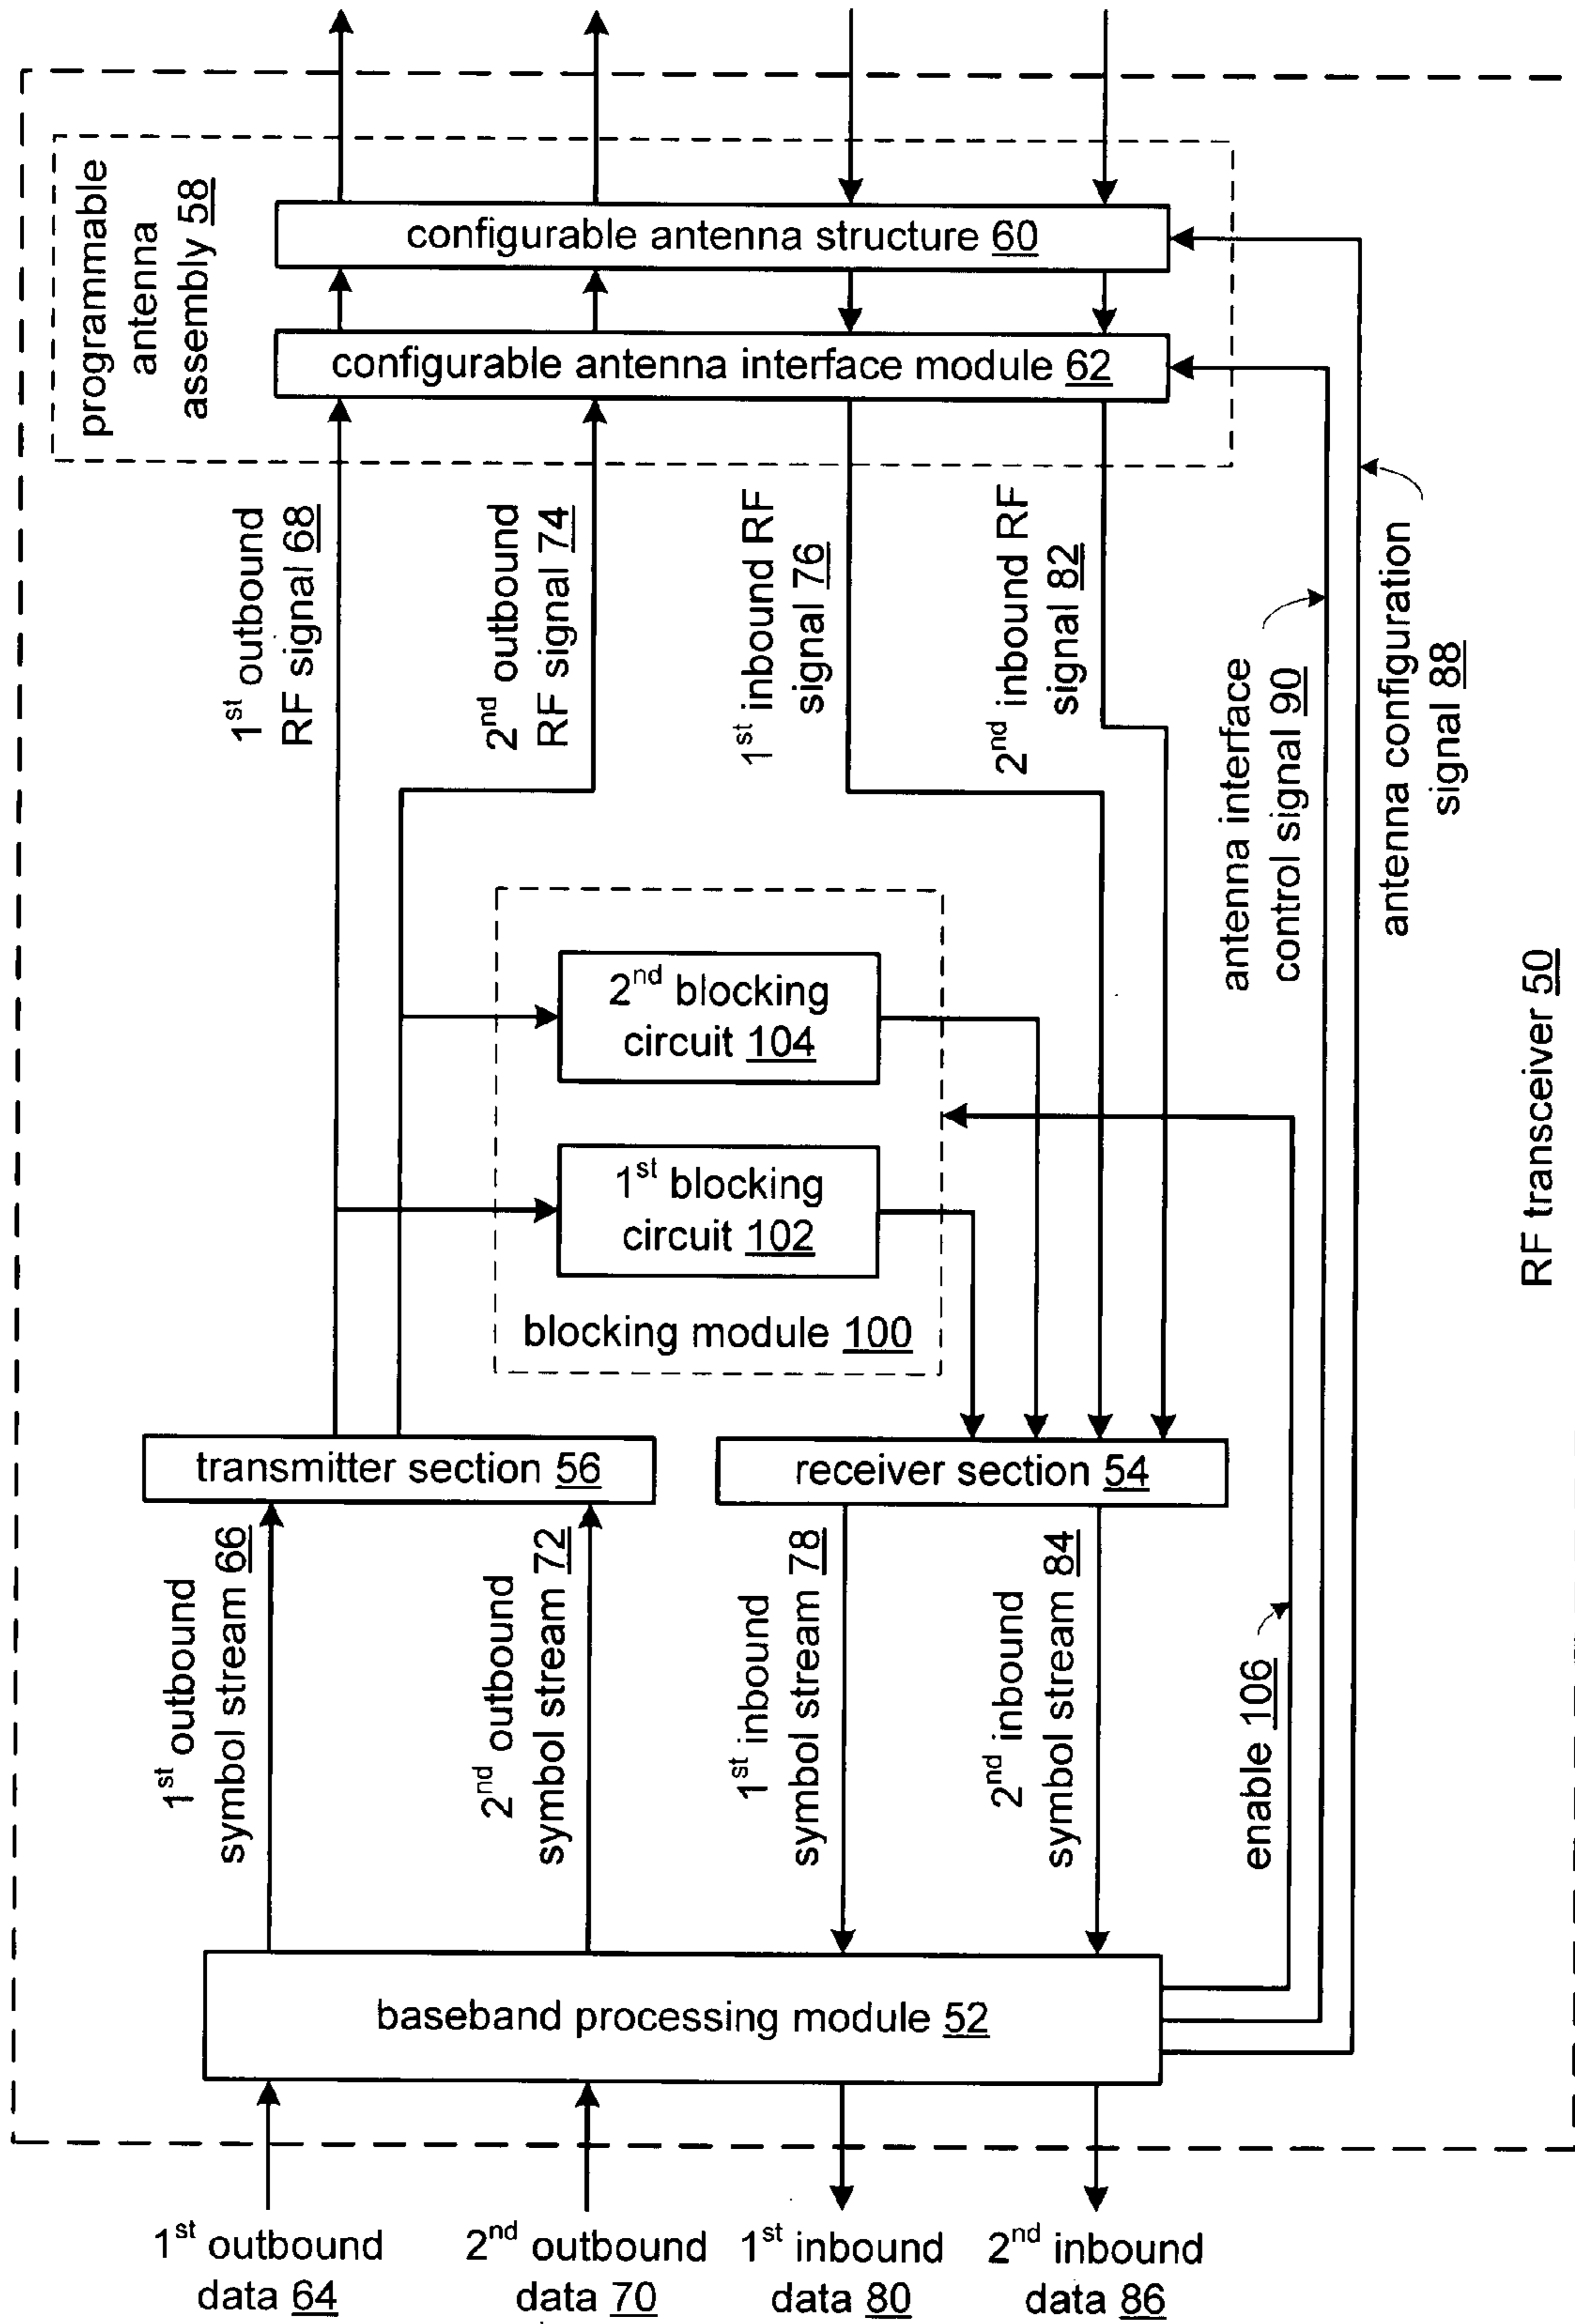 programmable
antenna
assembly 58
configurable antenna structure 60
configurable antenna interface module 62
1st outbound
RF signal 68
2nd outbound
RF signal 74
1st inbound RF
signal 76
2nd inbound RF
signal 82
antenna interface
control signal 90
antenna configuration
signal 88
2nd blocking
circuit 104
1st blocking
circuit 102
blocking module 100
RF transceiver 50
transmitter section 56
receiver section 54
1st outbound
symbol stream 66
2nd outbound
symbol stream 72
1st inbound
symbol stream 78
2nd inbound
symbol stream 84
enable 106
baseband processing module 52
1st outbound
data 64
2nd outbound
data 70
1st inbound
data 80
2nd inbound
data 86